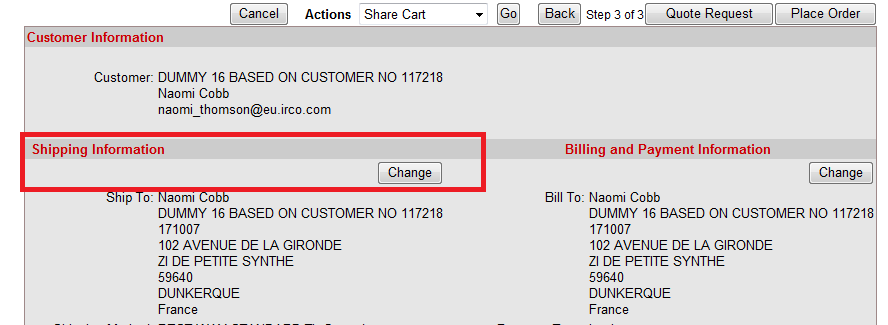 Cancel Actions Share Cart Go Back Step 3 of 3 Quote Request Place Order
Customer Information
Customer: DUMMY 16 BASED ON CUSTOMER NO 117218
Naomi Cobb
naomi_thomson@eu.irco.com
Shipping Information
Change
Ship To: Naomi Cobb
DUMMY 16 BASED ON CUSTOMER NO 117218
171007
102 AVENUE DE LA GIRONDE
ZI DE PETITE SYNTHE
59640
DUNKERQUE
France
Billing and Payment Information
Change
Bill To: Naomi Cobb
DUMMY 16 BASED ON CUSTOMER NO 117218
171007
102 AVENUE DE LA GIRONDE
ZI DE PETITE SYNTHE
59640
DUNKERQUE
France